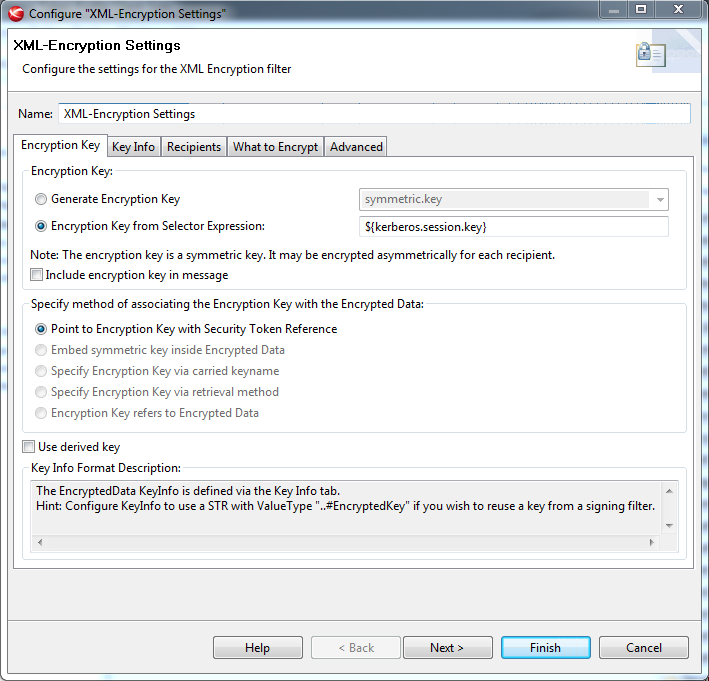 Configure "XML-Encryption Settings"
XML-Encryption Settings
Configure the settings for the XML Encryption filter
Name: XML-Encryption Settings
Encryption Key Key Info Recipients What to Encrypt Advanced
Encryption Key:
Generate Encryption Key symmetric.key
Encryption Key from Selector Expression: ${kerberos.session.key}
Note: The encryption key is a symmetric key. It may be encrypted asymmetrically for each recipient.
Include encryption key in message
Specify method of associating the Encryption Key with the Encrypted Data:
Point to Encryption Key with Security Token Reference
Embed symmetric key inside Encrypted Data
Specify Encryption Key via carried keyname
Specify Encryption Key via retrieval method
Encryption Key refers to Encrypted Data
Use derived key
Key Info Format Description:
The EncryptedData KeyInfo is defined via the Key Info tab.
Hint: Configure KeyInfo to use a STR with ValueType "..#EncryptedKey" if you wish to reuse a key from a signing filter.
Help < Back Next > Finish Cancel